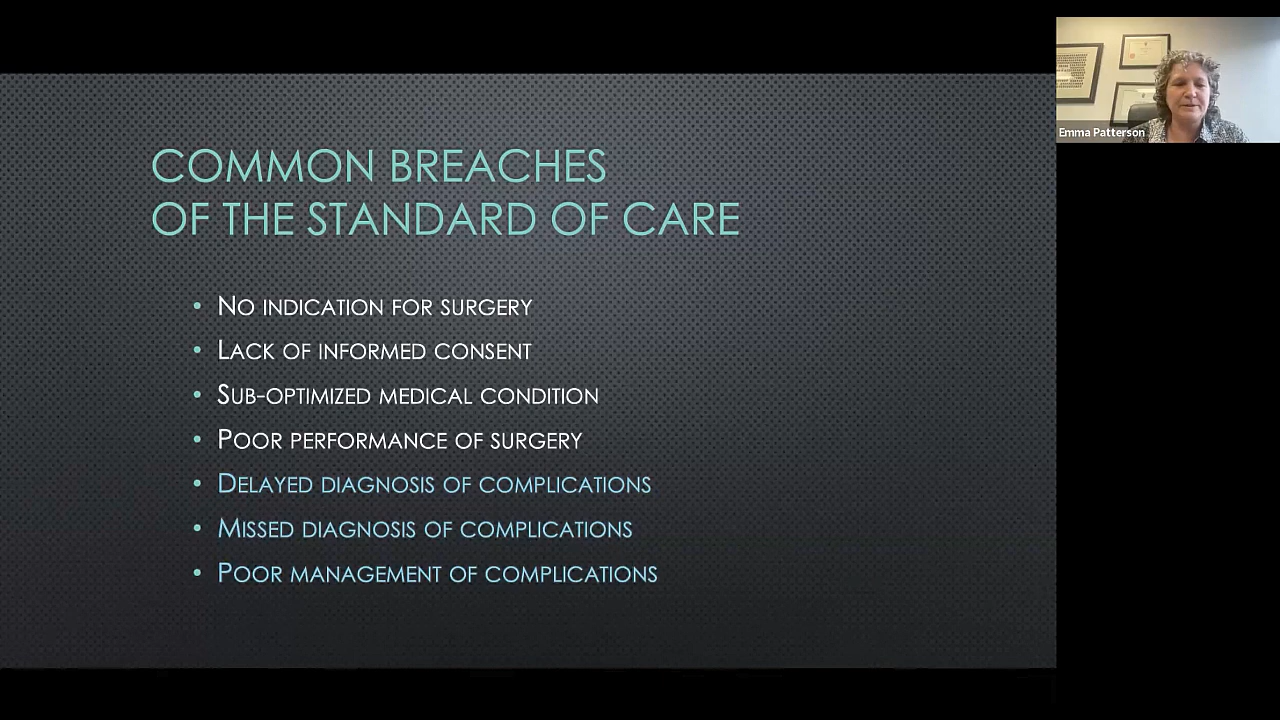 COMMON BREACHES
OF THE STANDARD OF CARE
• NO INDICATION FOR SURGERY
• LACK OF INFORMED CONSENT
• SUB-OPTIMIZED MEDICAL CONDITION
• POOR PERFORMANCE OF SURGERY
• DELAYED DIAGNOSIS OF COMPLICATIONS
• MISSED DIAGNOSIS OF COMPLICATIONS
• POOR MANAGEMENT OF COMPLICATIONS
Emma Patterson